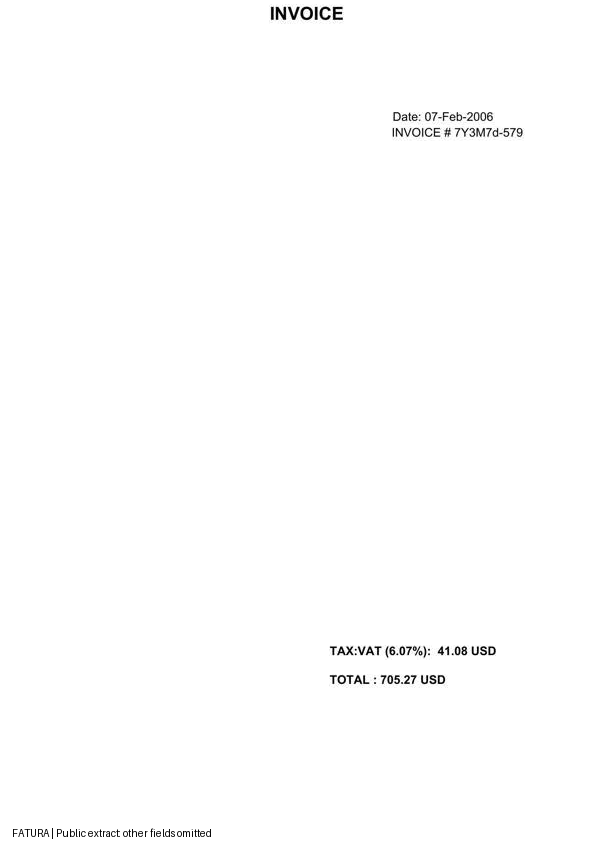 INVOICE
Date: 07-Feb-2006
INVOICE # 7Y3M7d-579
TAX:VAT (6.07%): 41.08 USD
TOTAL : 705.27 USD
FATURA | Public extract: other fields omitted